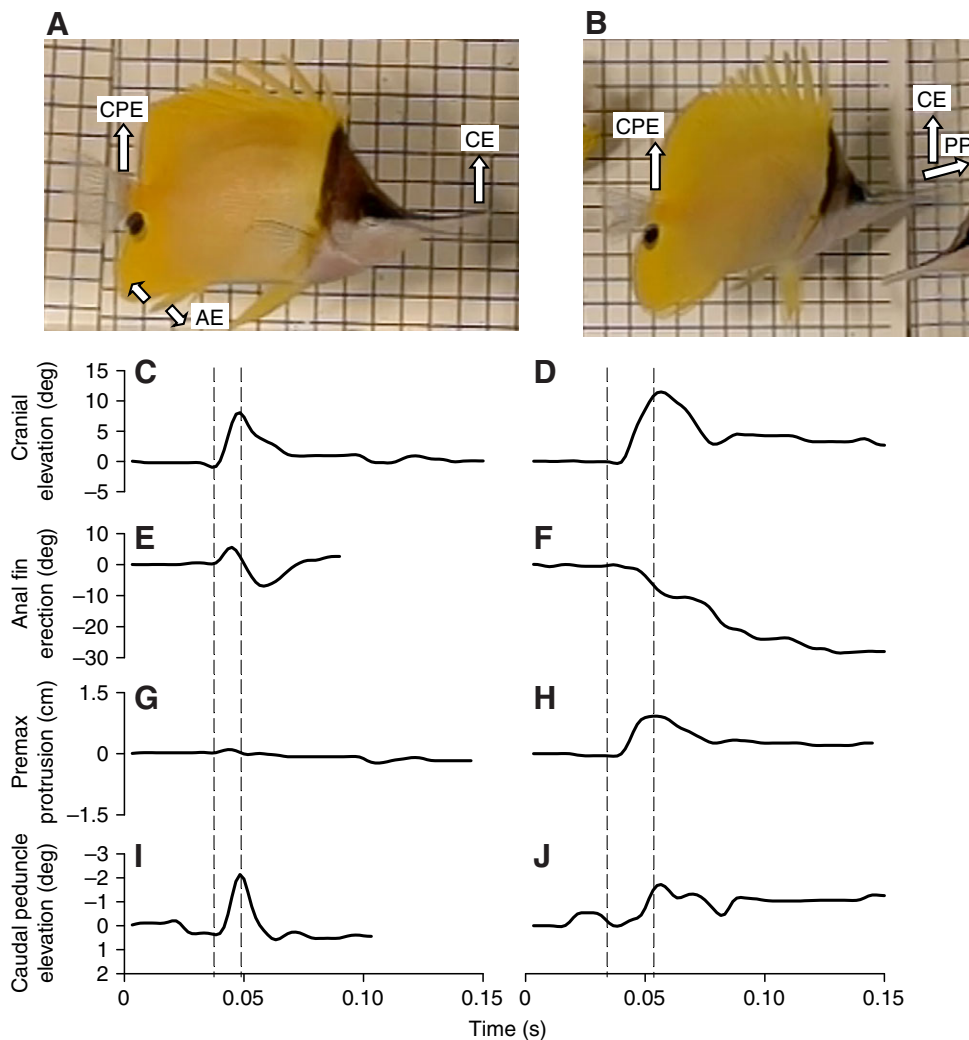 A
B
CPE
CE
AE
CPE
CE
PP
C
D
Cranial
elevation (deg)
15
10
5
0
−5
E
F
Anal fin
erection (deg)
10
0
−10
−20
−30
G
H
Premax
protrusion (cm)
1.5
0
−1.5
I
J
Caudal peduncle
elevation (deg)
−3
−2
−1
0
1
2
0 0.05 0.10 0.15
0 0.05 0.10 0.15
Time (s)